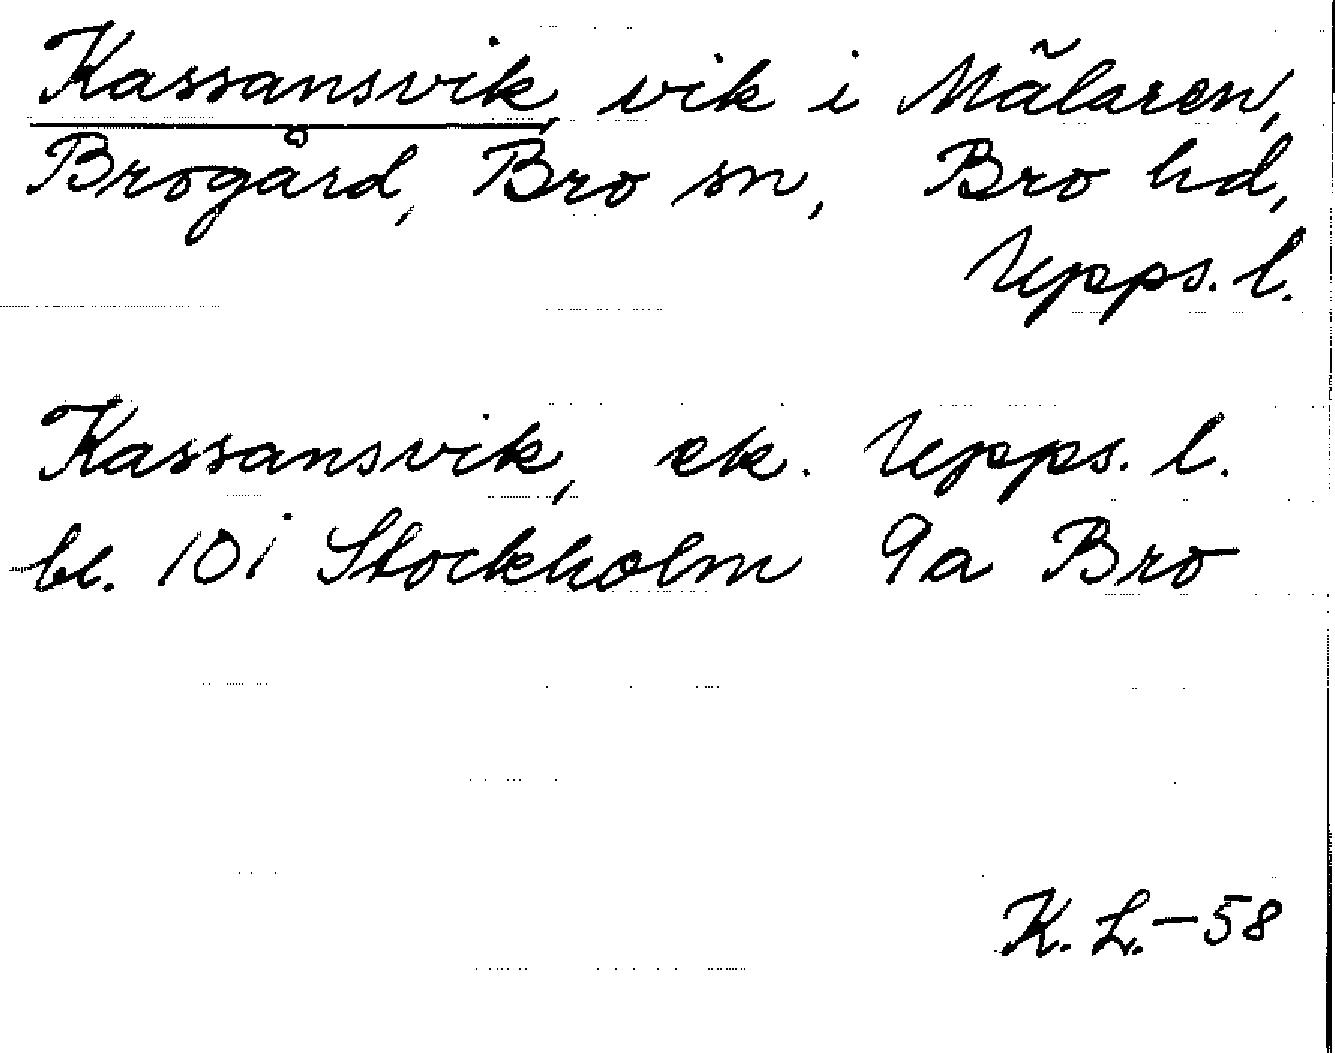 Kassansvik, vik i Mälaren,
Brogård, Bro sn, Bro hd,
Upps. l.
Kassansvik, ek. Upps. l.
bl. 10i Stockholm 9a Bro
K. L. - 58